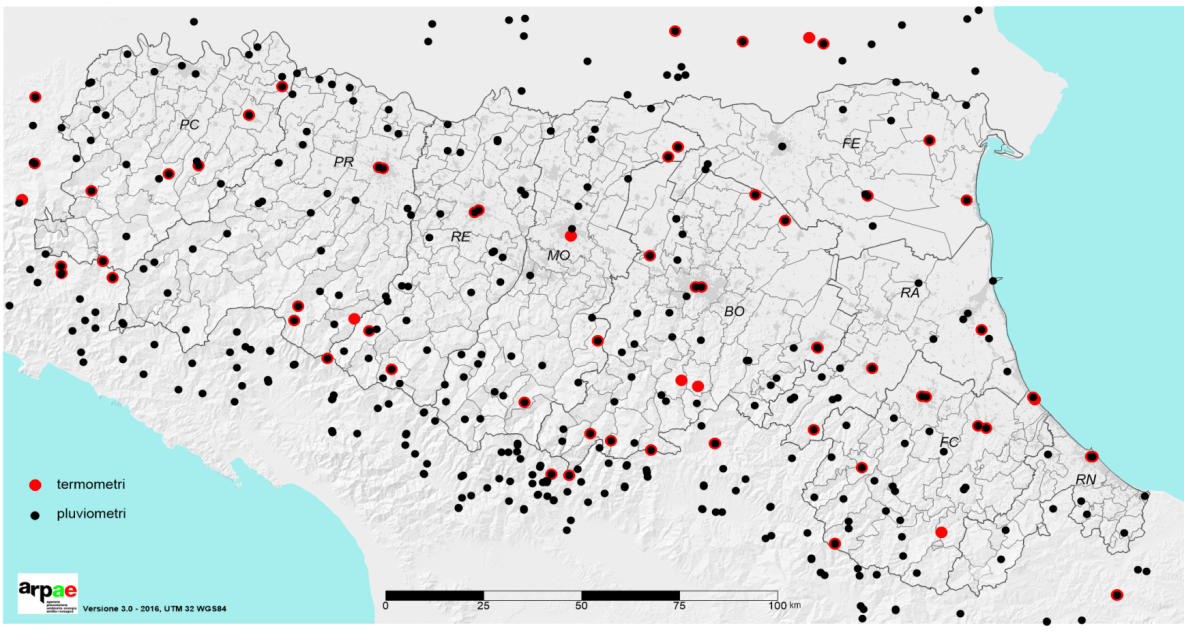 PC
PR
RE
MO
BO
FE
RA
FC
RN
termometri
pluviometri
arpae
Versione 3.0 - 2016, UTM 32 WGS84
0 25 50 75 100 km